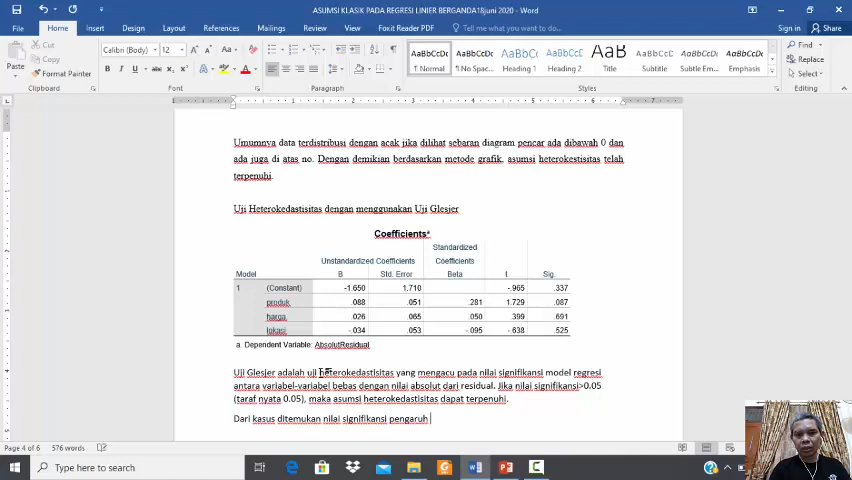 ASUMSI KLASIK PADA REGRESI LINIER BERGANDA18juni 2020 - Word
Sign in Share
File Home Insert Design Layout References Mailings Review View Foxit Reader PDF Tell me what you want to do...
Cut
Copy
Format Painter
Paste
Calibri (Body) 12
AaBbCcDc AaBbCcDc AaBbCc AaBbCcC AaB AaBbCcD AaBbCcDc
¶ Normal ¶ No Spac... Heading 1 Heading 2 Title Subtitle Emphasis
Find
Replace
Select
Clipboard Font Paragraph Styles Editing
Umumnya data terdistribusi dengan acak jika dilihat sebaran diagram pencar ada dibawah 0 dan
ada juga di atas no. Dengan demikian berdasarkan metode grafik, asumsi heterokestisitas telah
terpenuhi.
Uji Heterokedastisitas dengan menggunakan Uji Glesjer
Coefficientsᵃ
Standardized
Unstandardized Coefficients Coefficients
Model B Std. Error Beta t Sig.
1 (Constant) -1.650 1.710 -.965 .337
produk .088 .051 .281 1.729 .087
harga .026 .065 .050 .399 .691
lokasi -.034 .053 -.095 -.638 .525
a. Dependent Variable: AbsolutResidual
Uji Glesjer adalah uji heterokedastisitas yang mengacu pada nilai signifikansi model regresi
antara variabel-variabel bebas dengan nilai absolut dari residual. Jika nilai signifikansi>0.05
(taraf nyata 0.05), maka asumsi heterokedastisitas dapat terpenuhi.
Dari kasus ditemukan nilai signifikansi pengaruh
Page 4 of 6 576 words
Type here to search